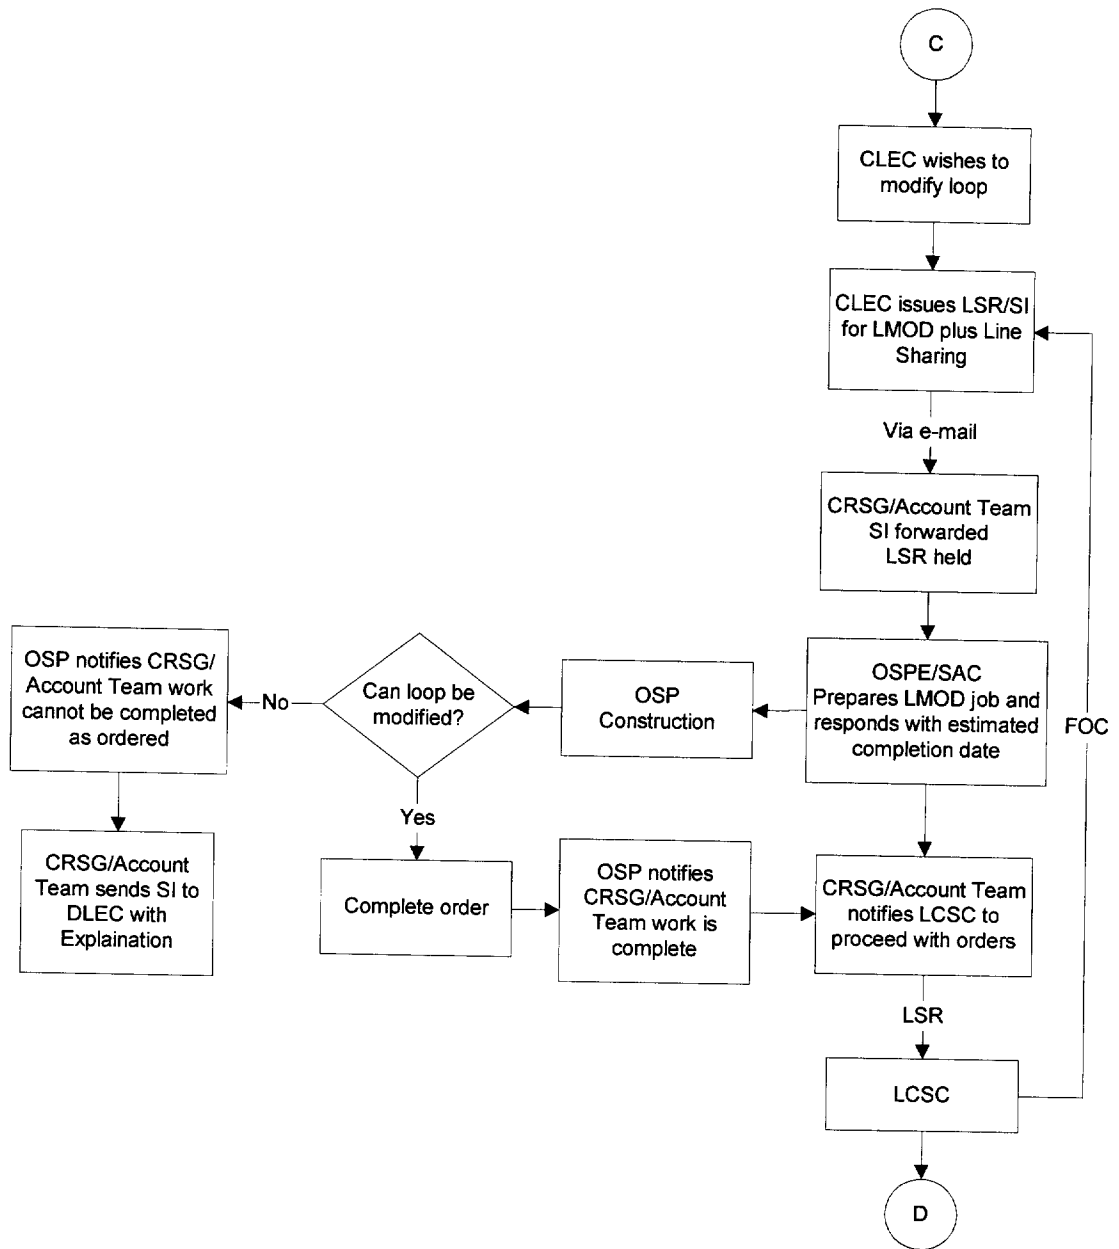 C
CLEC wishes to
modify loop
CLEC issues LSR/SI
for LMOD plus Line
Sharing
Via e-mail
CRSG/Account Team
SI forwarded
LSR held
OSPE/SAC
Prepares LMOD job and
responds with estimated
completion date
FOC
OSP
Construction
Can loop be
modified?
No
OSP notifies CRSG/
Account Team work
cannot be completed
as ordered
CRSG/Account
Team sends SI to
DLEC with
Explaination
Yes
Complete order
OSP notifies
CRSG/Account
Team work is
complete
CRSG/Account Team
notifies LCSC to
proceed with orders
LSR
LCSC
D